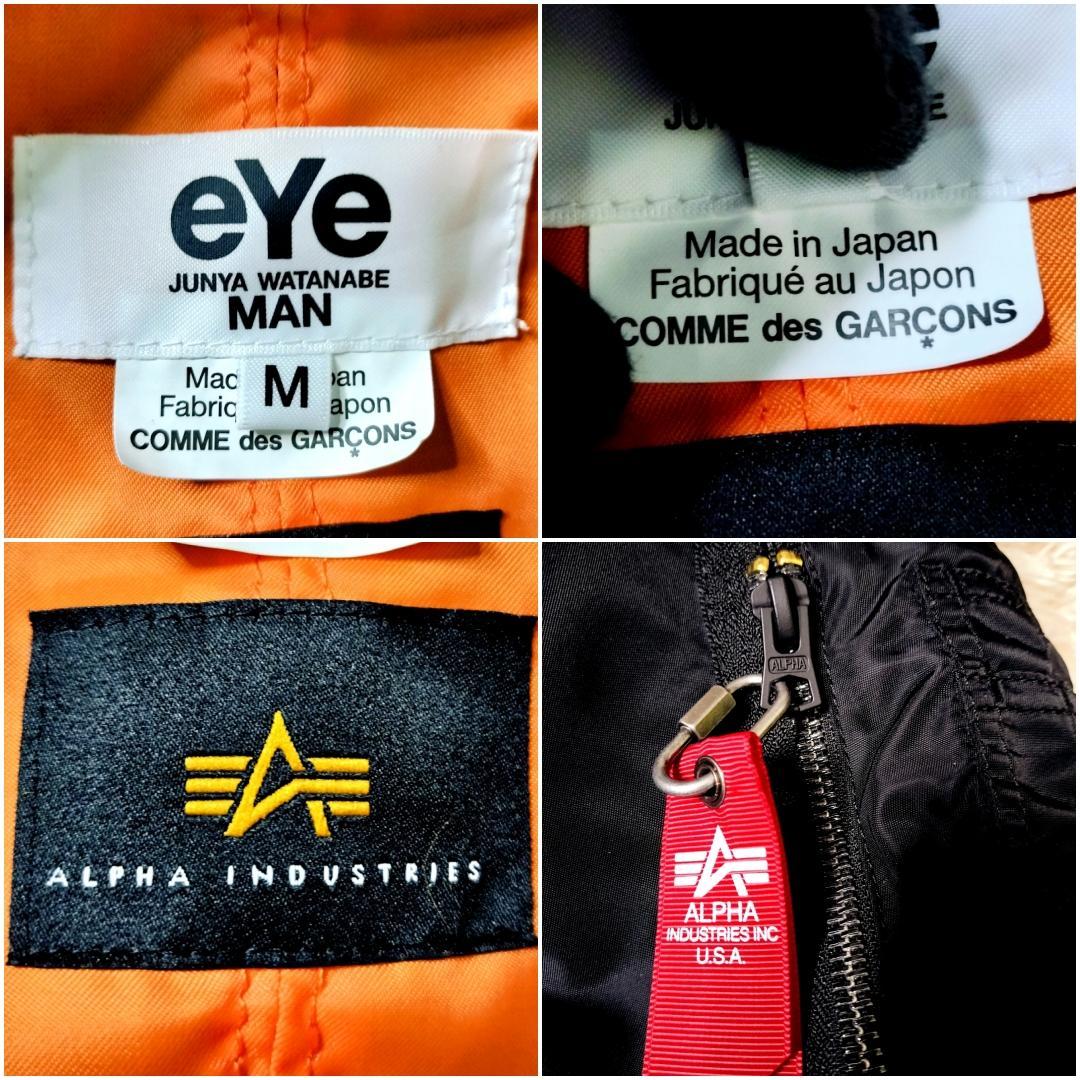 eYe
JUNYA WATANABE
MAN
M
COMME des GARÇONS
*
Made in Japan
Fabriqué au Japon
COMME des GARÇONS
*
ALPHA INDUSTRIES
ALPHA
ALPHA
INDUSTRIES INC
U.S.A.